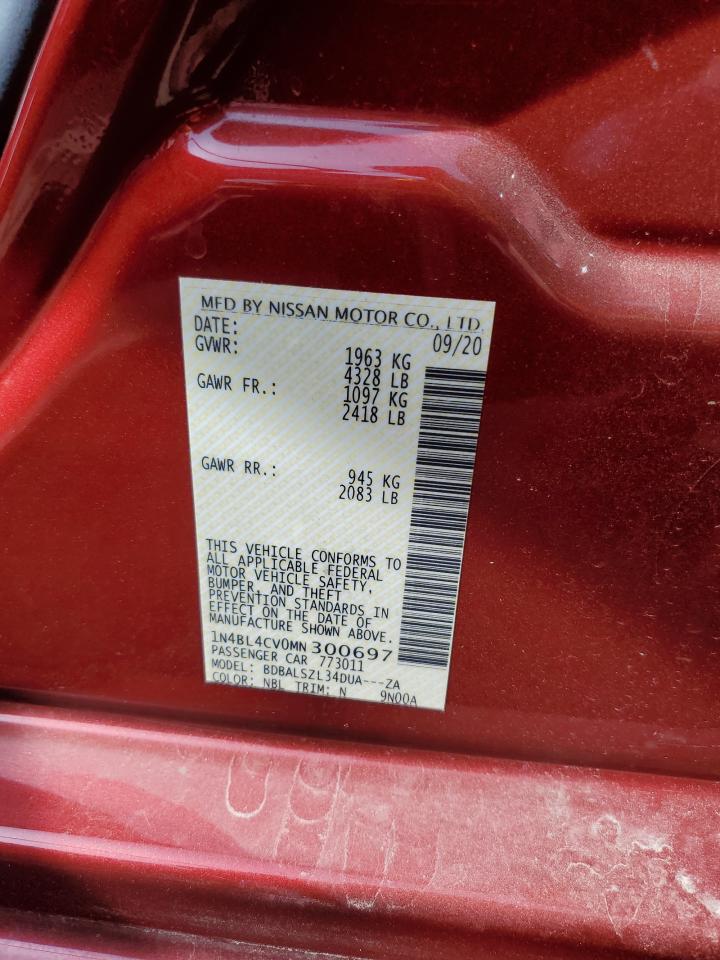 MFD BY NISSAN MOTOR CO., LTD.
DATE: 09/20
GVWR: 1963 KG
4328 LB
GAWR FR.: 1097 KG
2418 LB
GAWR RR.: 945 KG
2083 LB
THIS VEHICLE CONFORMS TO
ALL APPLICABLE FEDERAL
MOTOR VEHICLE SAFETY,
BUMPER, AND THEFT
PREVENTION STANDARDS IN
EFFECT ON THE DATE OF
MANUFACTURE SHOWN ABOVE.
1N4BL4CV0MN300697
PASSENGER CAR 773011
MODEL: BDBALSZL34DUA---ZA
COLOR: NBL TRIM: N 9N00A